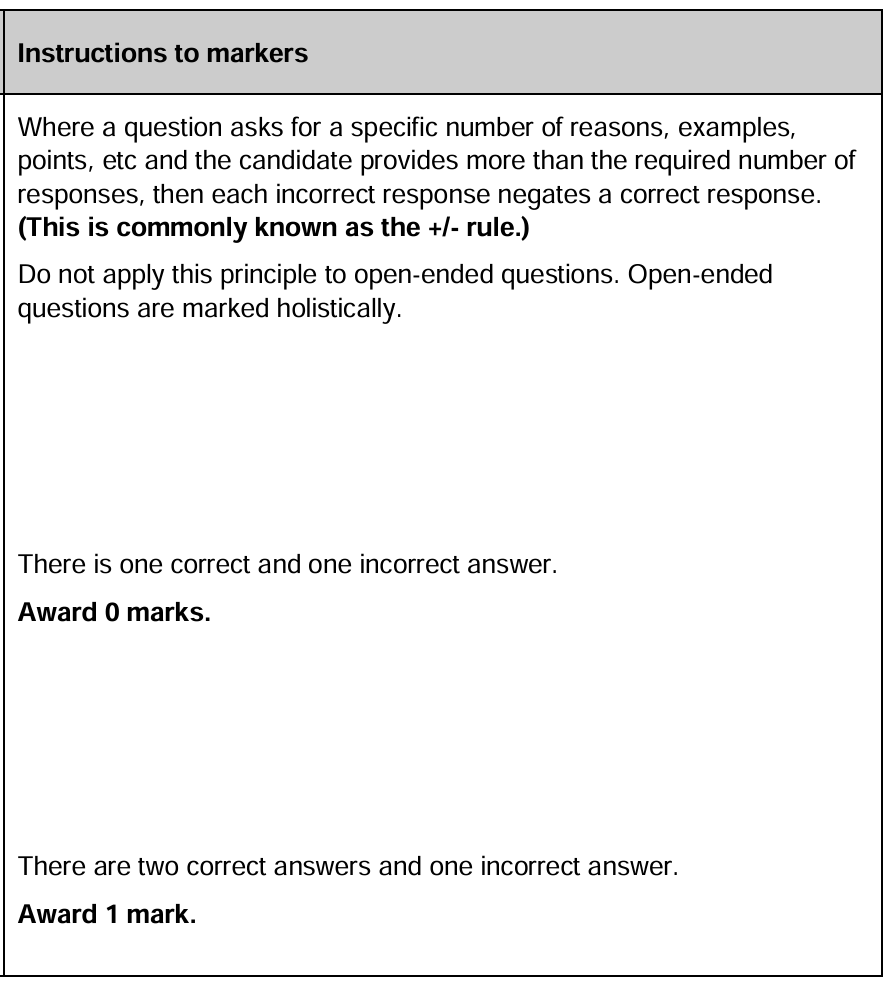 Instructions to markers
Where a question asks for a specific number of reasons, examples,
points, etc and the candidate provides more than the required number of
responses, then each incorrect response negates a correct response.
(This is commonly known as the +/- rule.)
Do not apply this principle to open-ended questions. Open-ended
questions are marked holistically.
There is one correct and one incorrect answer.
Award 0 marks.
There are two correct answers and one incorrect answer.
Award 1 mark.